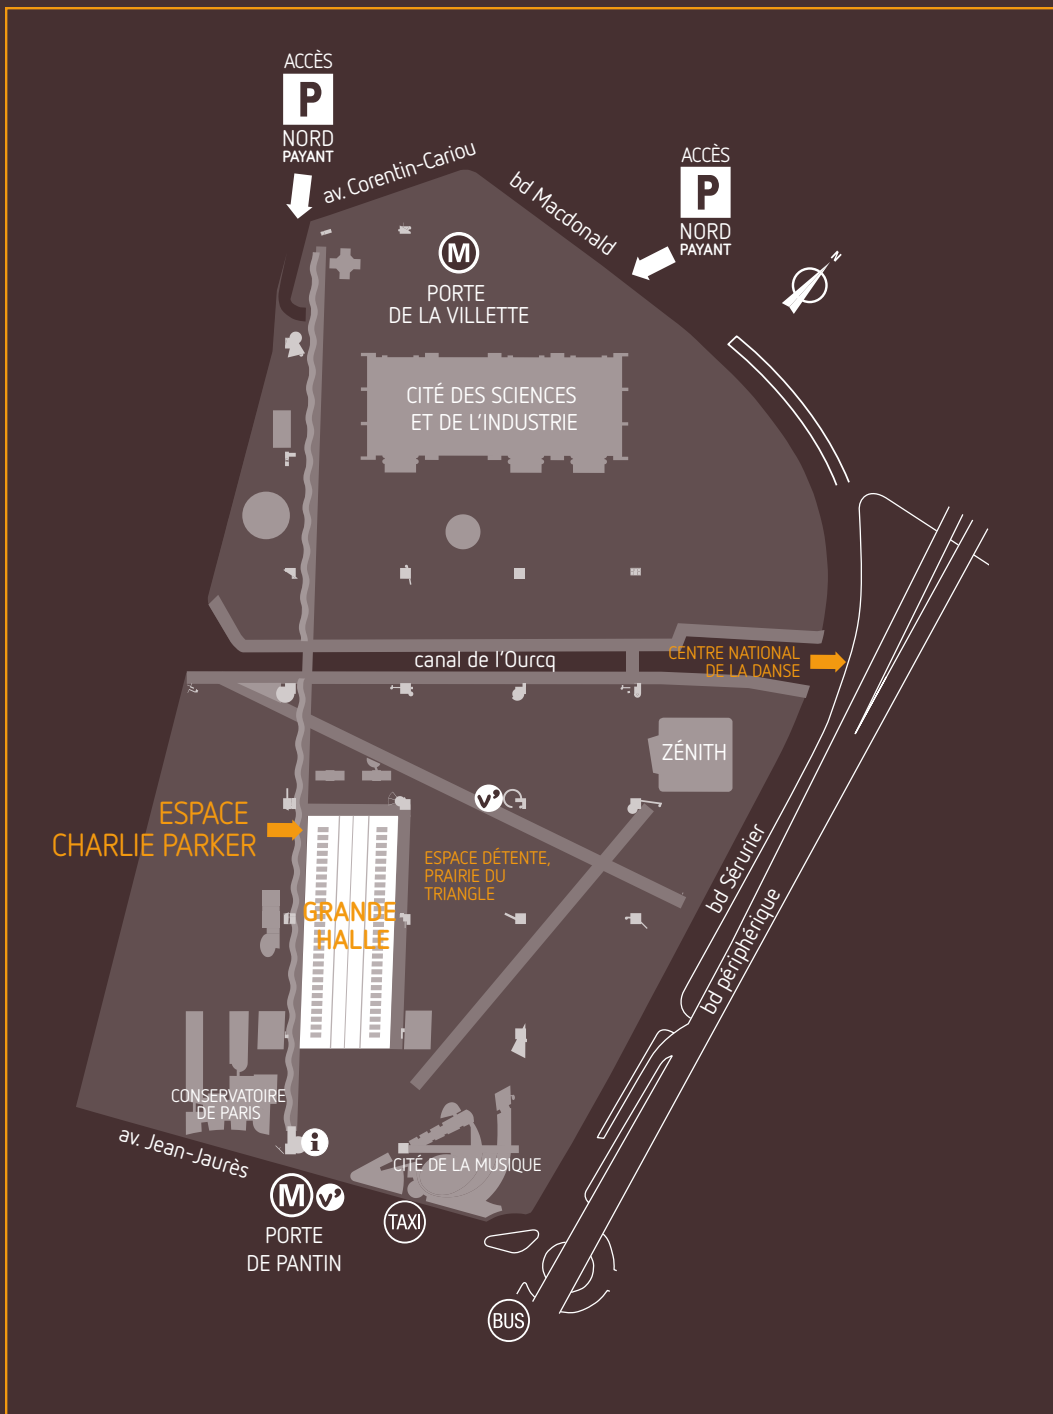 ACCÈS
P
NORD
PAYANT
av. Corentin-Cariou
bd Macdonald
ACCÈS
P
NORD
PAYANT
N
M
PORTE
DE LA VILLETTE
CITÉ DES SCIENCES
ET DE L'INDUSTRIE
canal de l'Ourcq
CENTRE NATIONAL
DE LA DANSE
ZÉNITH
v'
ESPACE
CHARLIE PARKER
ESPACE DÉTENTE,
PRAIRIE DU
TRIANGLE
GRANDE
HALLE
bd Sérurier
bd périphérique
CONSERVATOIRE
DE PARIS
av. Jean-Jaurès
i
CITÉ DE LA MUSIQUE
M
v'
PORTE
DE PANTIN
TAXI
BUS